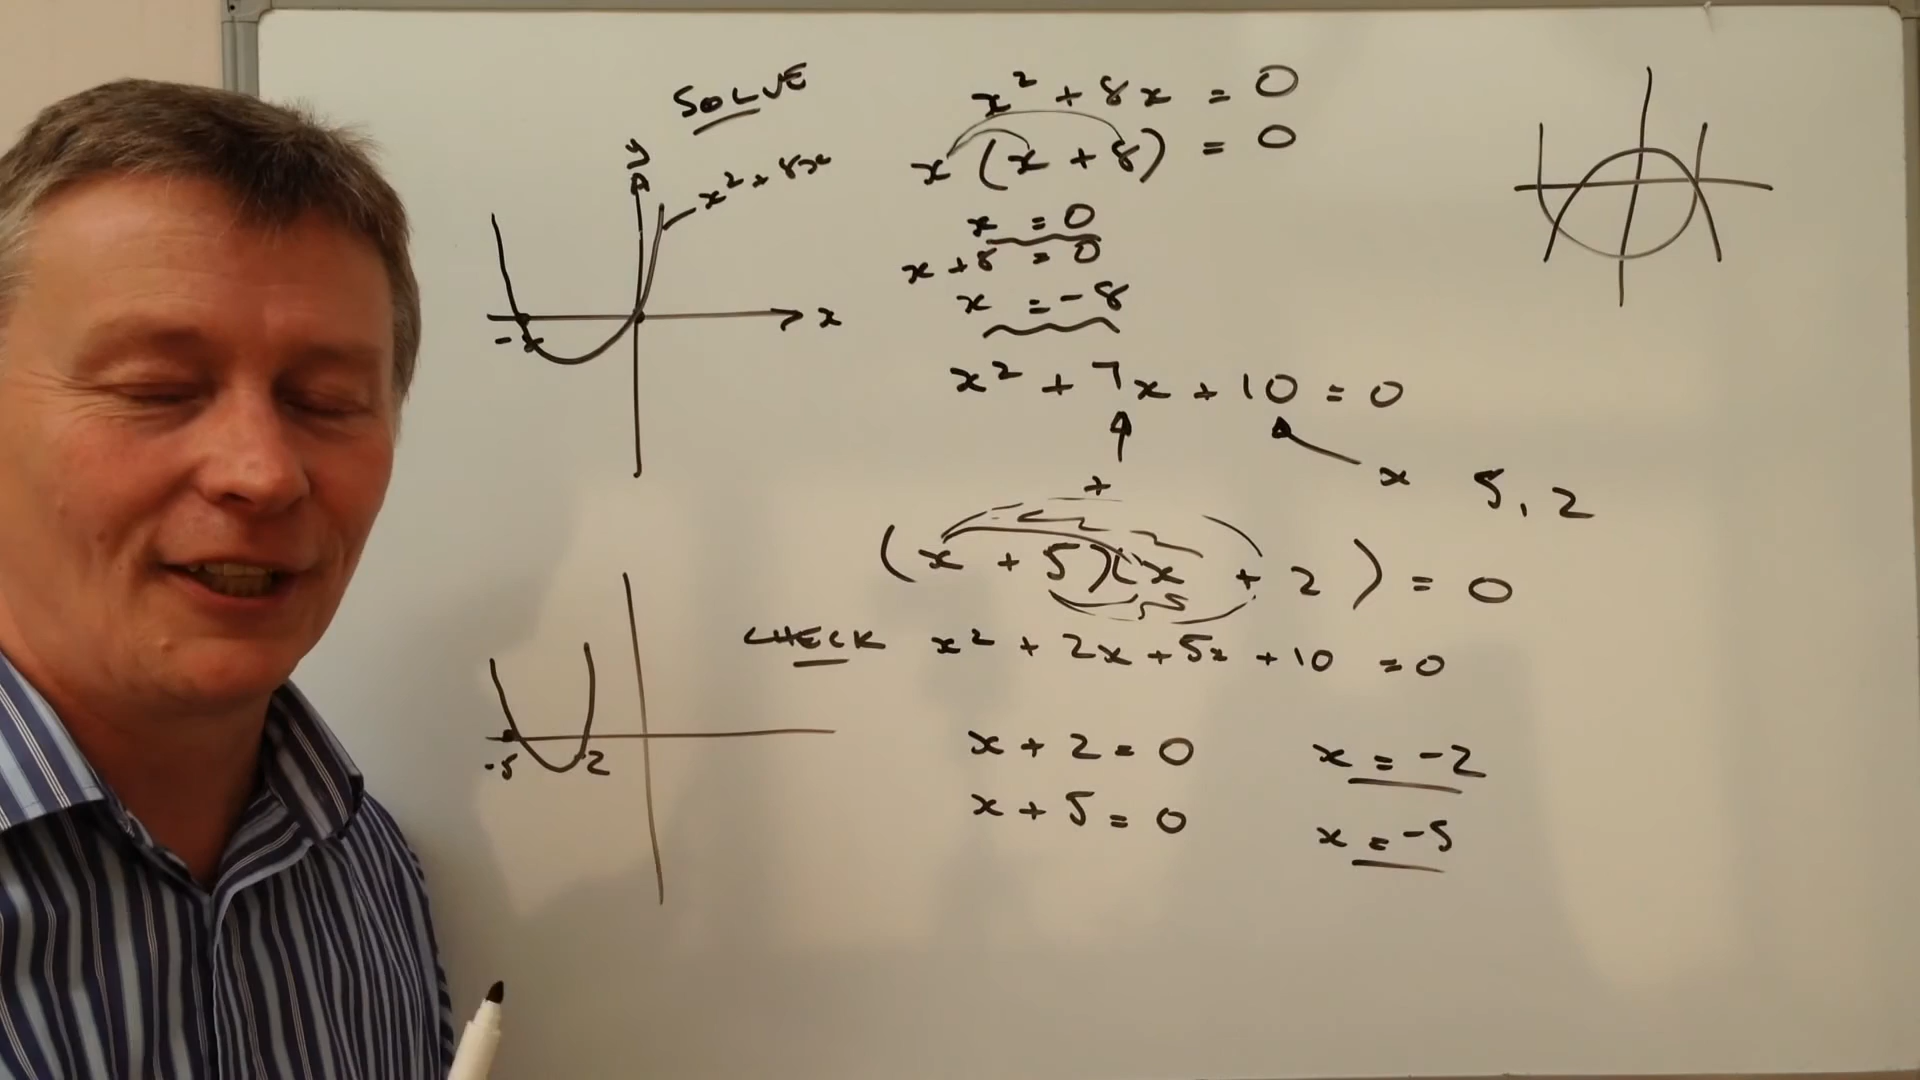 SOLVE
x² + 8x = 0
x (x + 8) = 0
y
x² + 8x
x = 0
x + 8 = 0
x = -8
x
-8
x² + 7x + 10 = 0
+
x 5, 2
(x + 5)(x + 2) = 0
CHECK x² + 2x + 5x + 10 = 0
-5 -2
x + 2 = 0 x = -2
x + 5 = 0 x = -5